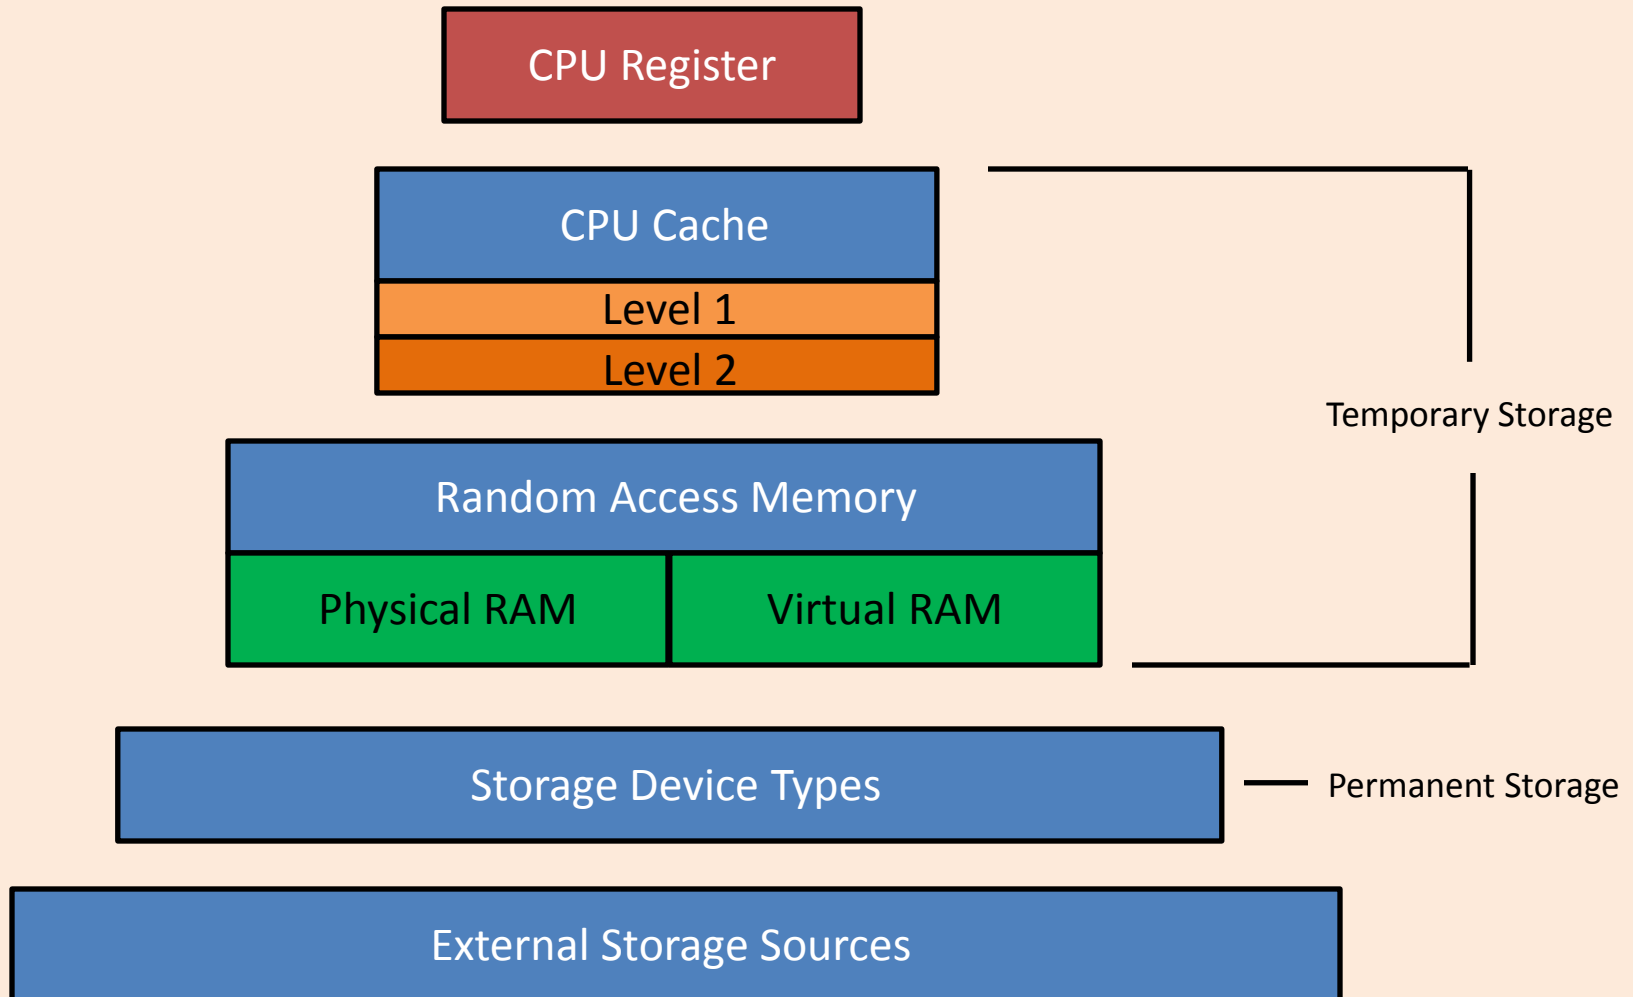 CPU Register
CPU Cache
Level 1
Level 2
Temporary Storage
Random Access Memory
Physical RAM
Virtual RAM
Storage Device Types
Permanent Storage
External Storage Sources